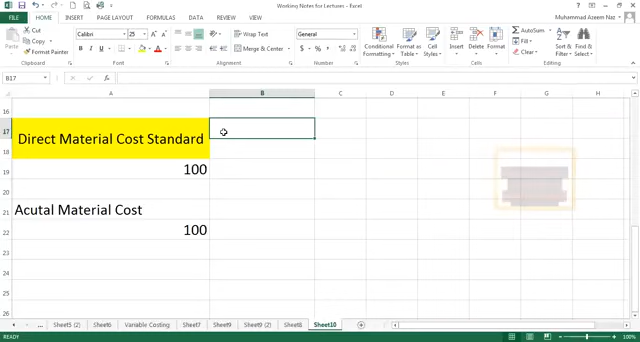 Working Notes for Lectures - Excel
FILE HOME INSERT PAGE LAYOUT FORMULAS DATA REVIEW VIEW Muhammad Azeem Naz
Cut
Copy
Format Painter
Paste
Clipboard
Calibri 25
B I U
Font
Wrap Text
Merge & Center
Alignment
General
Number
Conditional Formatting
Format as Table
Cell Styles
Styles
Insert Delete Format
Cells
AutoSum
Fill
Clear
Sort & Filter
Find & Select
Editing
B17 fx
A B C D E F G H
16
17
Direct Material Cost Standard
18
19 100
20
21 Acutal Material Cost
22 100
23
24
25
26
... Sheet5 (2) Sheet6 Variable Costing Sheet7 Sheet9 Sheet9 (2) Sheet8 Sheet10
READY 100%